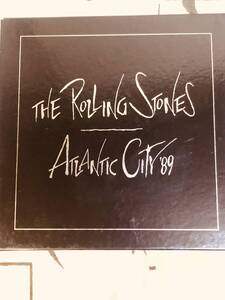 THE ROLLING STONES
ATLANTIC CITY '89